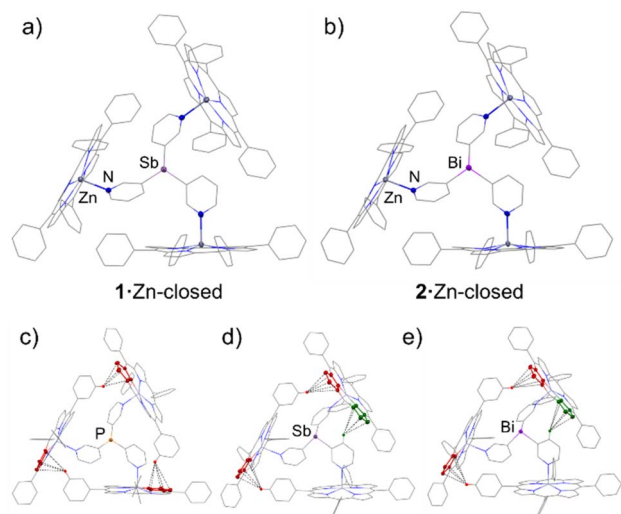 a)
b)
Sb
Bi
N
N
Zn
Zn
1·Zn-closed
2·Zn-closed
c)
d)
e)
P
Sb
Bi